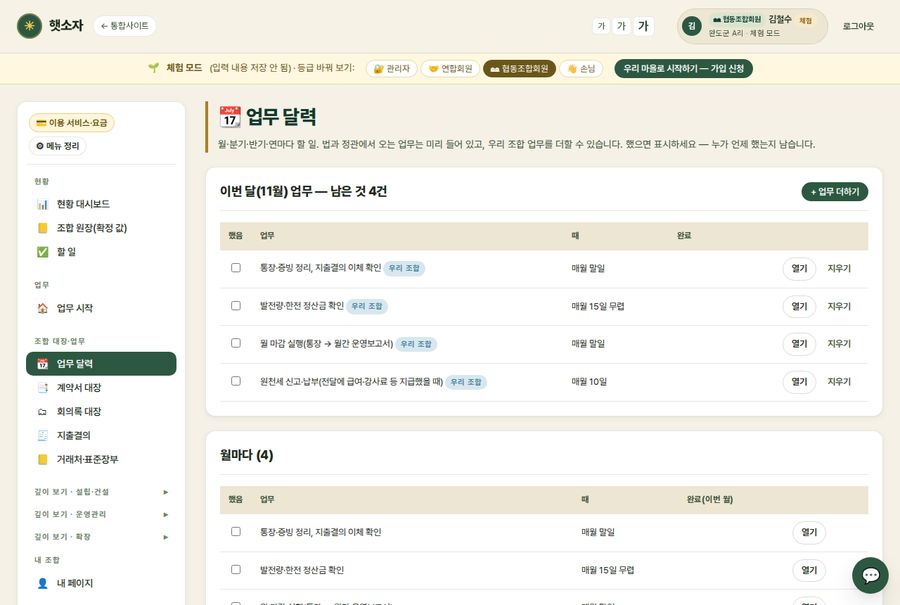 햇소자
← 통합사이트
가 가 가
김
협동조합회원 김철수 체험
완도군 A리 · 체험 모드
로그아웃
체험 모드 (입력 내용 저장 안 됨) · 등급 바꿔 보기:
관리자
연합회원
협동조합회원
손님
우리 마을로 시작하기 — 가입 신청
이용 서비스·요금
메뉴 정리
현황
현황 대시보드
조합 원장(확정 값)
할 일
업무
업무 시작
조합 대장·업무
업무 달력
계약서 대장
회의록 대장
지출결의
거래처·표준장부
깊이 보기 · 설립·건설
깊이 보기 · 운영관리
깊이 보기 · 확장
내 조합
내 페이지
업무 달력
월·분기·반기·연마다 할 일. 법과 정관에서 오는 업무는 미리 들어 있고, 우리 조합 업무를 더할 수 있습니다. 했으면 표시하세요 — 누가 언제 했는지 남습니다.
이번 달(11월) 업무 — 남은 것 4건
+ 업무 더하기
했음 업무 때 완료
통장·증빙 정리, 지출결의 이체 확인 우리 조합 매월 말일 열기 지우기
발전량·한전 정산금 확인 우리 조합 매월 15일 무렵 열기 지우기
월 마감 실행(통장 → 월간 운영보고서) 우리 조합 매월 말일 열기 지우기
원천세 신고·납부(전달에 급여·강사료 등 지급했을 때) 우리 조합 매월 10일 열기 지우기
월마다 (4)
했음 업무 때 완료(이번 월)
통장·증빙 정리, 지출결의 이체 확인 매월 말일 열기
발전량·한전 정산금 확인 매월 15일 무렵 열기